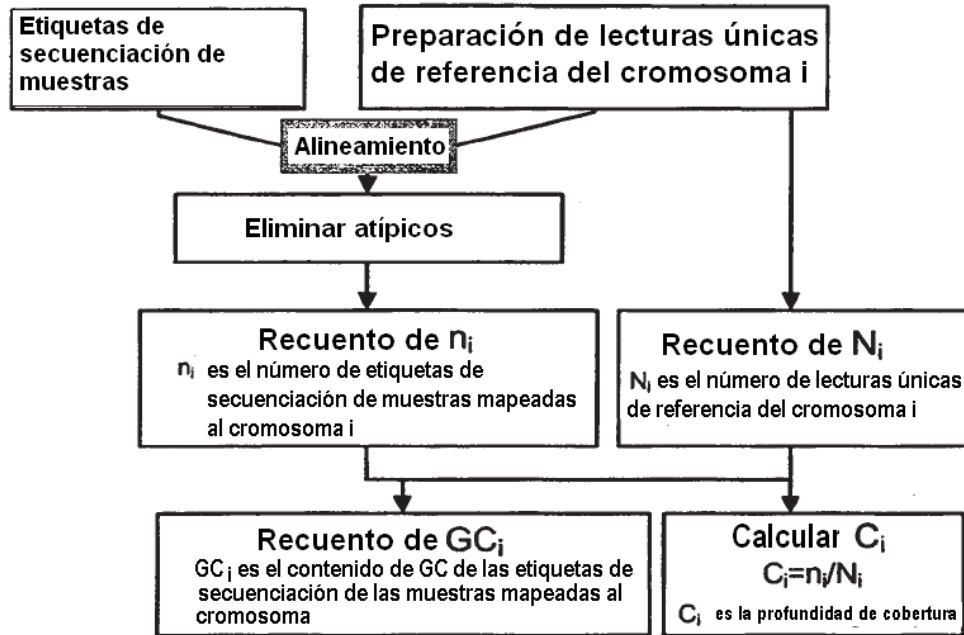 Etiquetas de
secuenciación de
muestras
Preparación de lecturas únicas
de referencia del cromosoma i
Alineamiento
Eliminar atípicos
Recuento de nᵢ
nᵢ es el número de etiquetas de
secuenciación de muestras mapeadas
al cromosoma i
Recuento de Nᵢ
Nᵢ es el número de lecturas únicas
de referencia del cromosoma i
Recuento de GCᵢ
GCᵢ es el contenido de GC de las etiquetas de
secuenciación de las muestras mapeadas al
cromosoma
Calcular Cᵢ
Cᵢ=nᵢ/Nᵢ
Cᵢ es la profundidad de cobertura